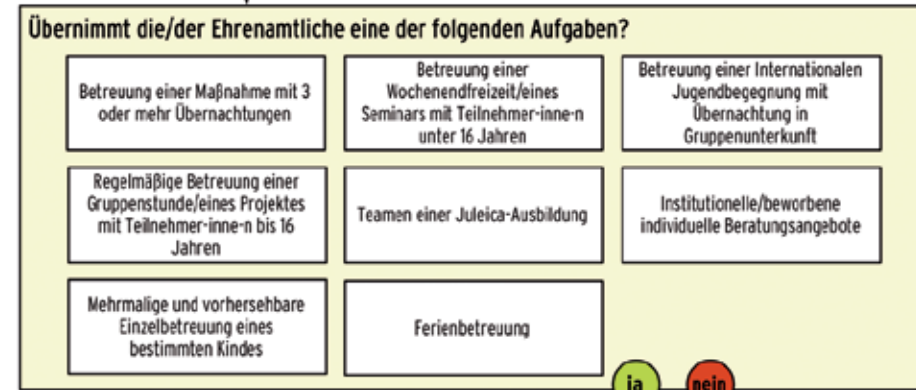 Übernimmt die/der Ehrenamtliche eine der folgenden Aufgaben?
Betreuung einer Maßnahme mit 3
oder mehr Übernachtungen
Betreuung einer
Wochenendfreizeit/eines
Seminars mit Teilnehmer-inne-n
unter 16 Jahren
Betreuung einer Internationalen
Jugendbegegnung mit
Übernachtung in
Gruppenunterkunft
Regelmäßige Betreuung einer
Gruppenstunde/eines Projektes
mit Teilnehmer-inne-n bis 16
Jahren
Teamen einer Juleica-Ausbildung
Institutionelle/beworbene
individuelle Beratungsangebote
Mehrmalige und vorhersehbare
Einzelbetreuung eines
bestimmten Kindes
Ferienbetreuung
ja
nein